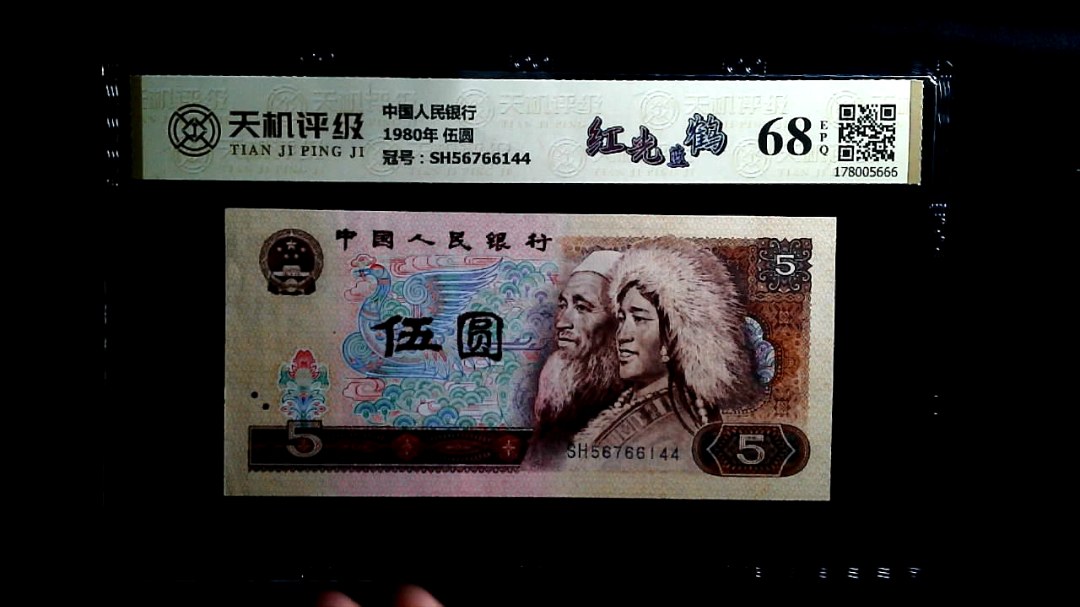 天机评级
TIAN JI PING JI
中国人民银行
1980年 伍圆
冠号：SH56766144
红光蓝鹤
68
EPQ
178005666
中国人民银行
5
伍圆
5
SH56766144
5